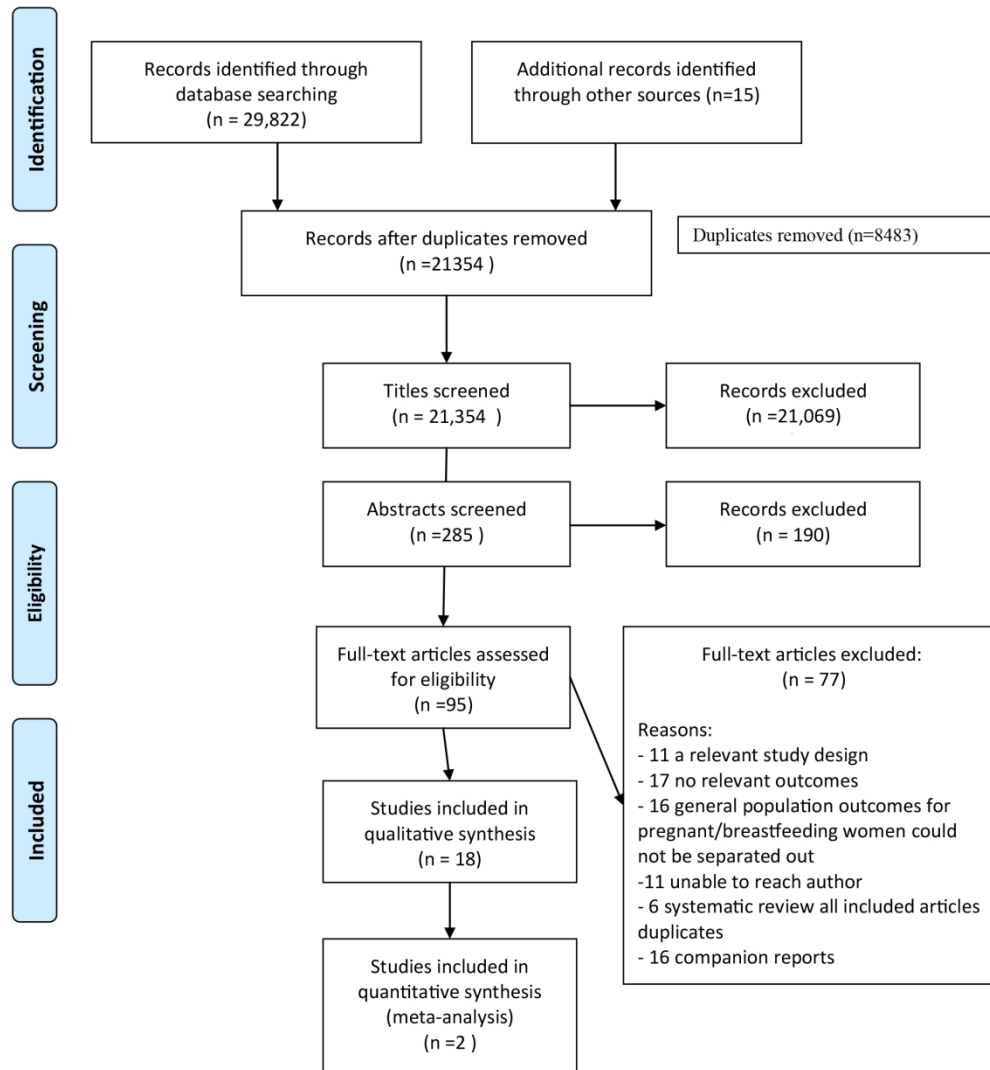 Identification
Records identified through
database searching
(n = 29,822)
Additional records identified
through other sources (n=15)
Records after duplicates removed
(n =21354 )
Duplicates removed (n=8483)
Screening
Titles screened
(n = 21,354 )
Records excluded
(n =21,069)
Eligibility
Abstracts screened
(n =285 )
Records excluded
(n = 190)
Full-text articles assessed
for eligibility
(n =95)
Full-text articles excluded:
(n = 77)
Reasons:
- 11 a relevant study design
- 17 no relevant outcomes
- 16 general population outcomes for
pregnant/breastfeeding women could
not be separated out
-11 unable to reach author
- 6 systematic review all included articles
duplicates
- 16 companion reports
Included
Studies included in
qualitative synthesis
(n = 18)
Studies included in
quantitative synthesis
(meta-analysis)
(n =2 )